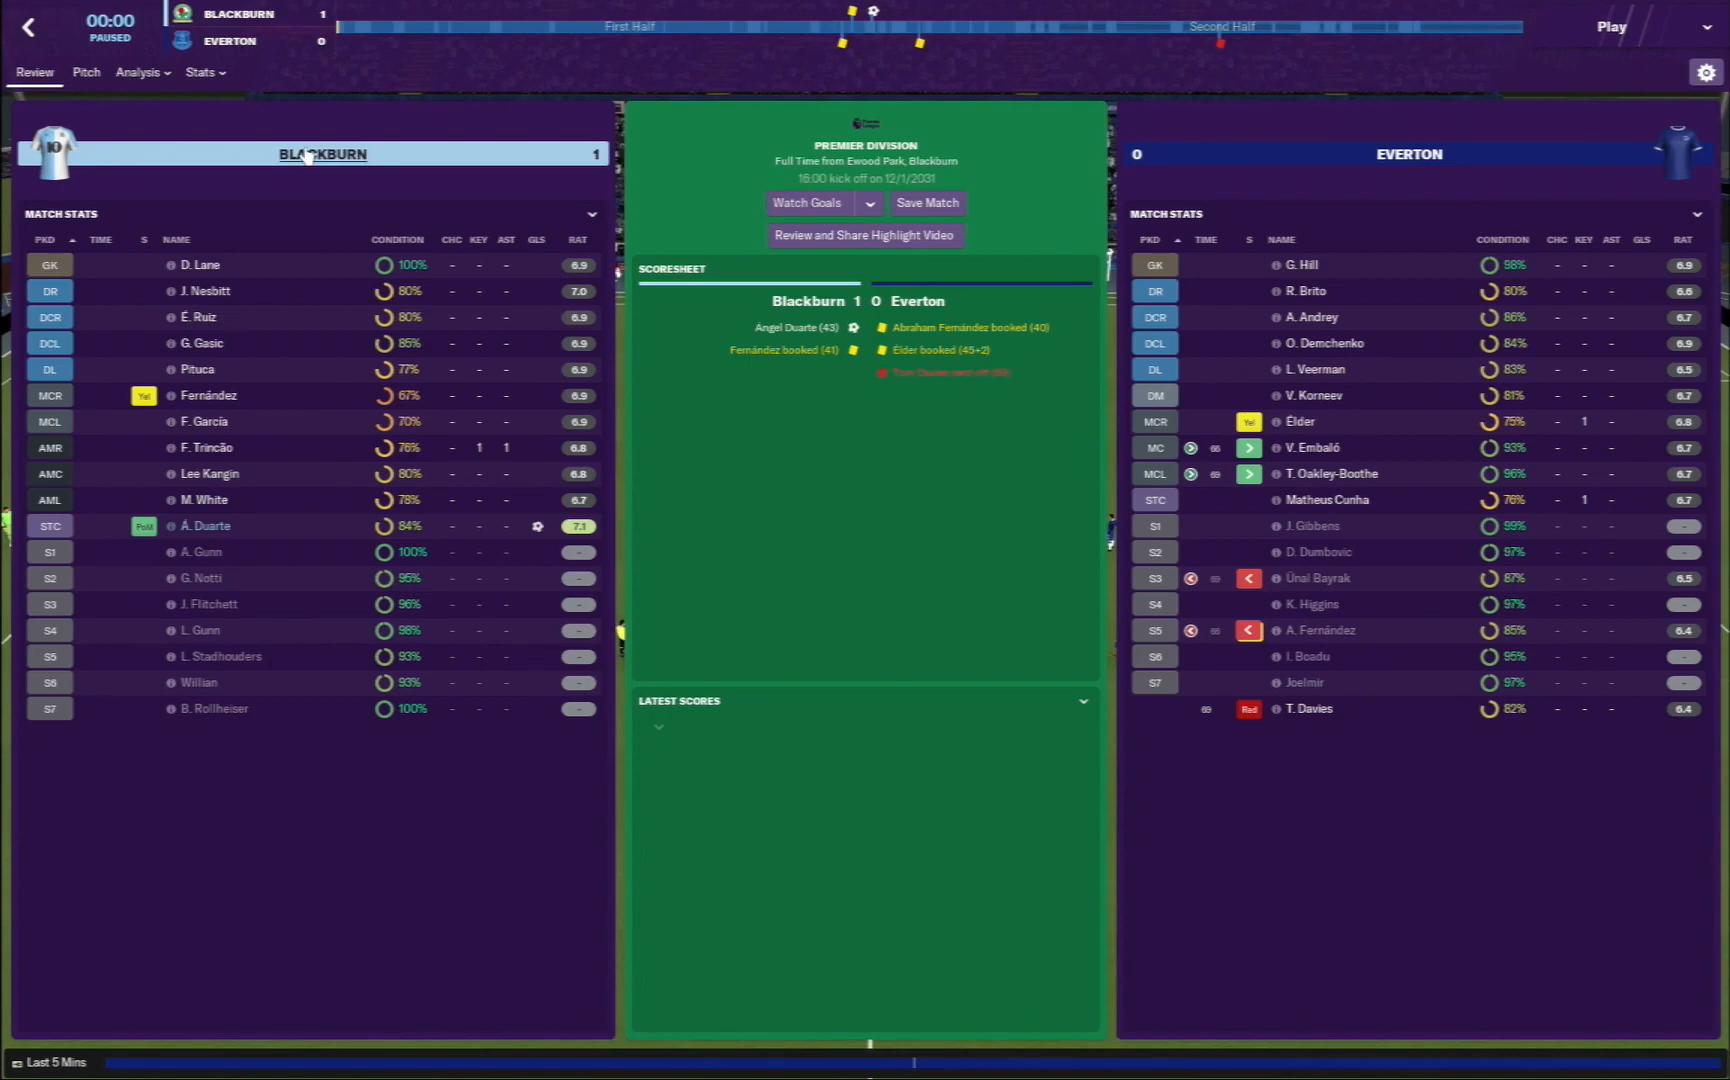 00:00
PAUSED
BLACKBURN 1
EVERTON 0
First Half
Second Half
Play
Review Pitch Analysis Stats
10
BLACKBURN 1
MATCH STATS
PKD TIME S NAME CONDITION CHC KEY AST GLS RAT
GK D. Lane 100% - - - 6.9
DR J. Nesbitt 80% - - - 7.0
DCR É. Ruiz 80% - - - 6.9
DCL G. Gasic 85% - - - 6.9
DL Pituca 77% - - - 6.9
MCR Yel Fernández 67% - - - 6.9
MCL F. García 70% - - - 6.9
AMR F. Trincão 76% - 1 1 6.8
AMC Lee Kangin 80% - - - 6.8
AML M. White 78% - - - 6.7
STC PoM Á. Duarte 84% - - - 7.1
S1 A. Gunn 100% - - - -
S2 G. Notti 95% - - - -
S3 J. Flitchett 96% - - - -
S4 L. Gunn 98% - - - -
S5 L. Stadhouders 93% - - - -
S6 Willian 93% - - - -
S7 B. Rollheiser 100% - - - -
PREMIER DIVISION
Full Time from Ewood Park, Blackburn
16:00 kick off on 12/1/2031
Watch Goals
Save Match
Review and Share Highlight Video
SCORESHEET
Blackburn 1 0 Everton
Ángel Duarte (43) Abraham Fernández booked (40)
Fernández booked (41) Élder booked (45+2)
LATEST SCORES
0 EVERTON
MATCH STATS
PKD TIME S NAME CONDITION CHC KEY AST GLS RAT
GK G. Hill 98% - - - - 6.9
DR R. Brito 80% - - - - 6.6
DCR A. Andrey 86% - - - - 6.7
DCL O. Demchenko 84% - - - - 6.9
DL L. Veerman 83% - - - - 6.5
DM V. Korneev 81% - - - - 6.7
MCR Yel Élder 75% - 1 - - 6.8
MC 66 V. Embaló 93% - - - - 6.7
MCL 69 T. Oakley-Boothe 96% - - - - 6.7
STC Matheus Cunha 76% - 1 - - 6.7
S1 J. Gibbens 99% - - - - -
S2 D. Dumbovic 97% - - - - -
S3 69 Ünal Bayrak 87% - - - - 6.5
S4 K. Higgins 97% - - - - -
S5 66 A. Fernández 85% - - - - 6.4
S6 I. Boadu 95% - - - - -
S7 Joelmir 97% - - - - -
69 Red T. Davies 82% - - - - 6.4
Last 5 Mins